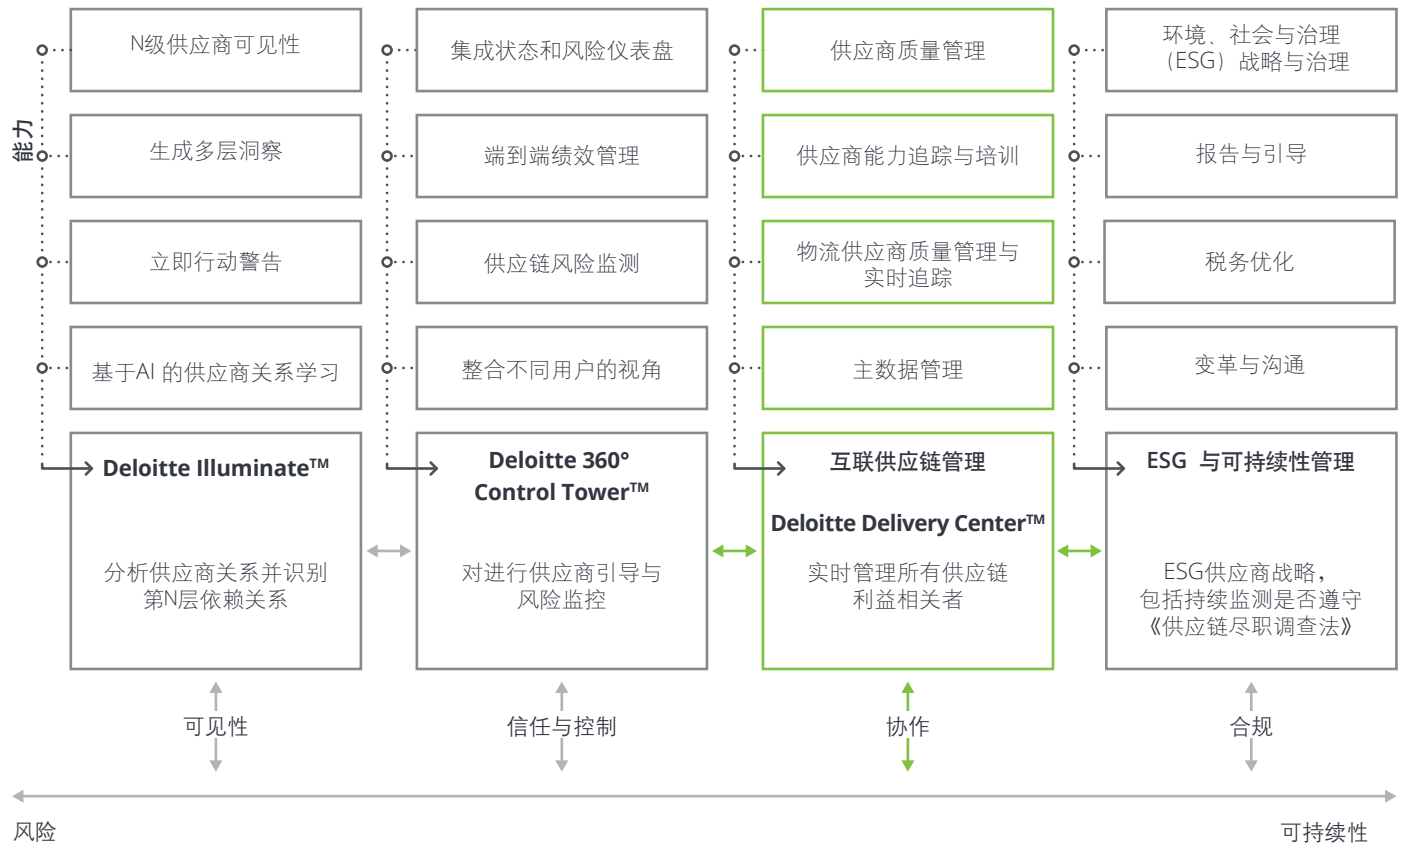 能力
N级供应商可见性
生成多层洞察
立即行动警告
基于AI 的供应商关系学习
Deloitte Illuminate™
分析供应商关系并识别
第N层依赖关系
可见性
集成状态和风险仪表盘
端到端绩效管理
供应链风险监测
整合不同用户的视角
Deloitte 360°
Control Tower™
对进行供应商引导与
风险监控
信任与控制
供应商质量管理
供应商能力追踪与培训
物流供应商质量管理与
实时追踪
主数据管理
互联供应链管理
Deloitte Delivery Center™
实时管理所有供应链
利益相关者
协作
环境、社会与治理
（ESG）战略与治理
报告与引导
税务优化
变革与沟通
ESG 与可持续性管理
ESG供应商战略，
包括持续监测是否遵守
《供应链尽职调查法》
合规
风险
可持续性